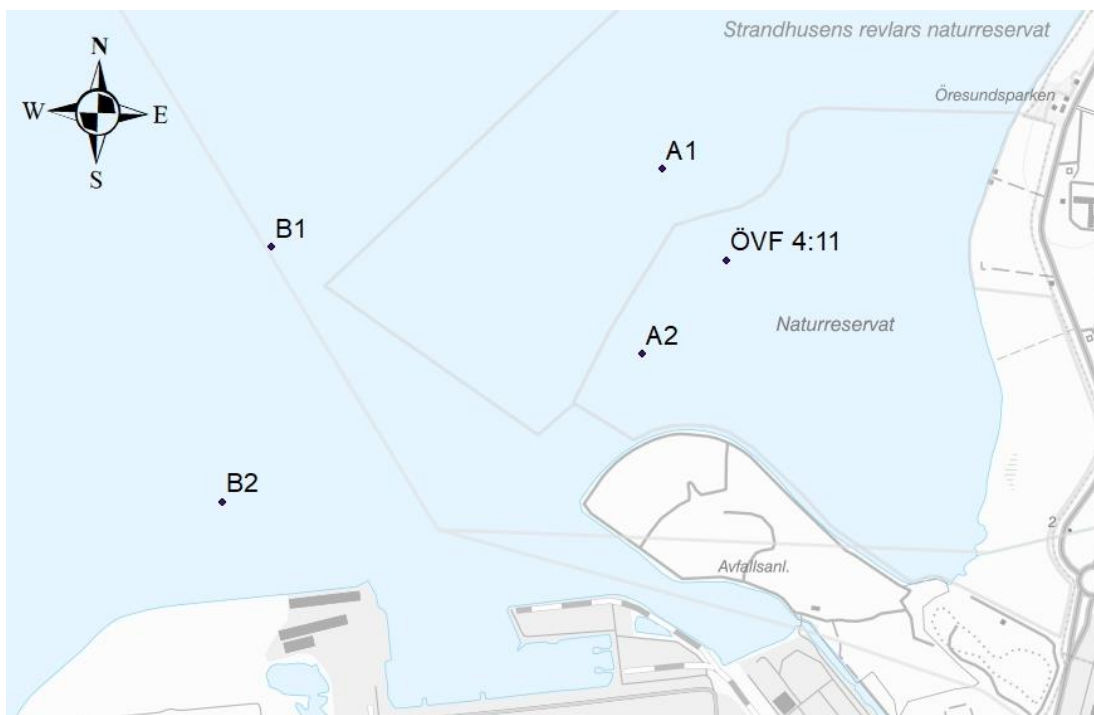 Strandhusens revlars naturreservat
N
W
E
S
Öresundsparken
A1
B1
ÖVF 4:11
A2
Naturreservat
B2
2
Avfallsanl.